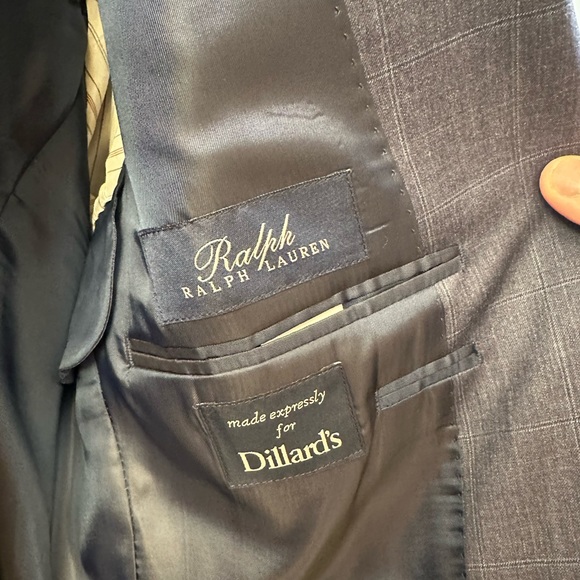 Ralph
RALPH LAUREN
made expressly
for
Dillard's